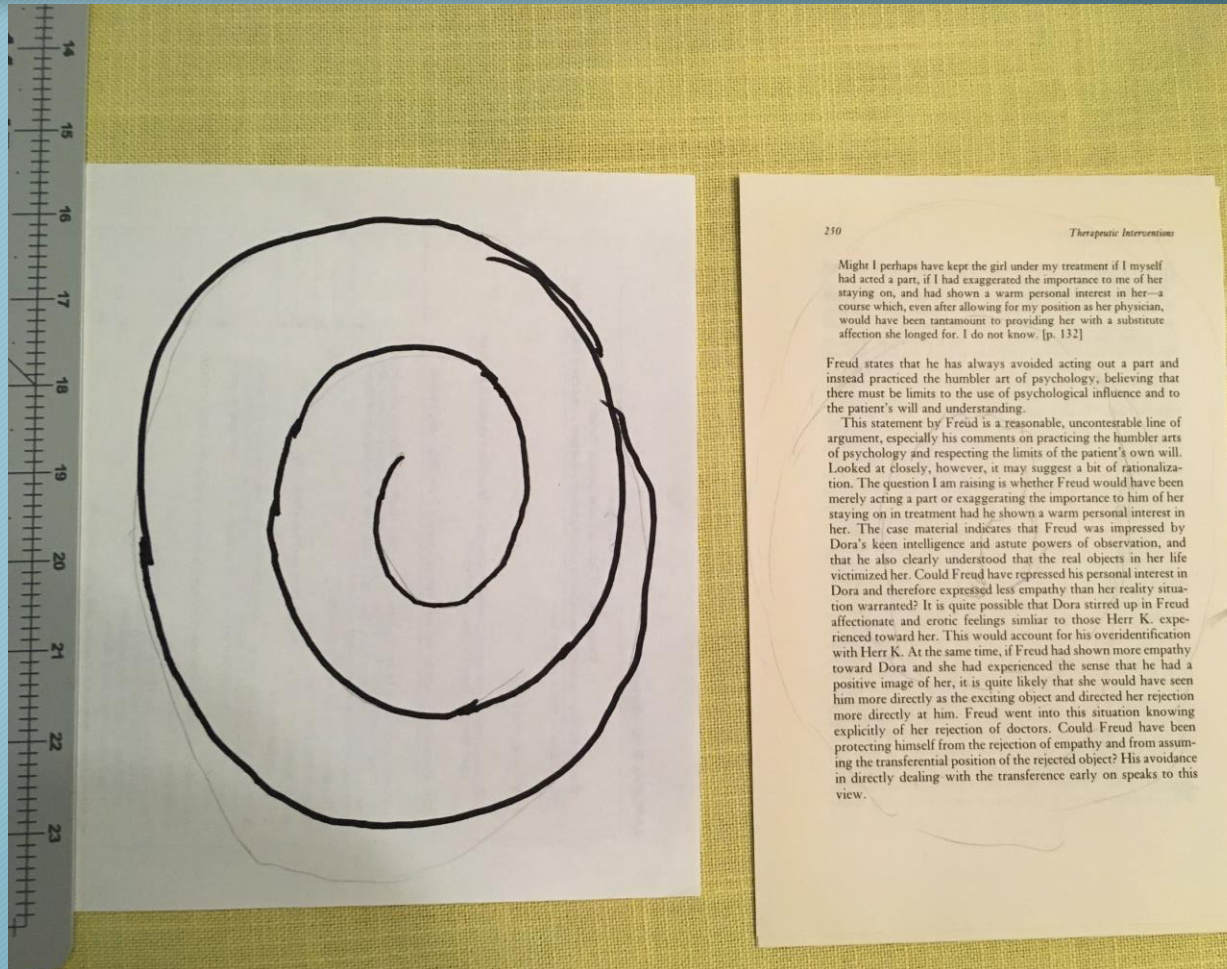 14
15
16
17
18
19
20
21
22
23
250
Therapeutic Interventions
Might I perhaps have kept the girl under my treatment if I myself
had acted a part, if I had exaggerated the importance to me of her
staying on, and had shown a warm personal interest in her—a
course which, even after allowing for my position as her physician,
would have been tantamount to providing her with a substitute
affection she longed for. I do not know. [p. 132]
Freud states that he has always avoided acting out a part and
instead practiced the humbler art of psychology, believing that
there must be limits to the use of psychological influence and to
the patient's will and understanding.
This statement by Freud is a reasonable, uncontestable line of
argument, especially his comments on practicing the humbler arts
of psychology and respecting the limits of the patient's own will.
Looked at closely, however, it may suggest a bit of rationaliza-
tion. The question I am raising is whether Freud would have been
merely acting a part or exaggerating the importance to him of her
staying on in treatment had he shown a warm personal interest in
her. The case material indicates that Freud was impressed by
Dora's keen intelligence and astute powers of observation, and
that he also clearly understood that the real objects in her life
victimized her. Could Freud have repressed his personal interest in
Dora and therefore expressed less empathy than her reality situa-
tion warranted? It is quite possible that Dora stirred up in Freud
affectionate and erotic feelings simliar to those Herr K. expe-
rienced toward her. This would account for his overidentification
with Herr K. At the same time, if Freud had shown more empathy
toward Dora and she had experienced the sense that he had a
positive image of her, it is quite likely that she would have seen
him more directly as the exciting object and directed her rejection
more directly at him. Freud went into this situation knowing
explicitly of her rejection of doctors. Could Freud have been
protecting himself from the rejection of empathy and from assum-
ing the transferential position of the rejected object? His avoidance
in directly dealing with the transference early on speaks to this
view.